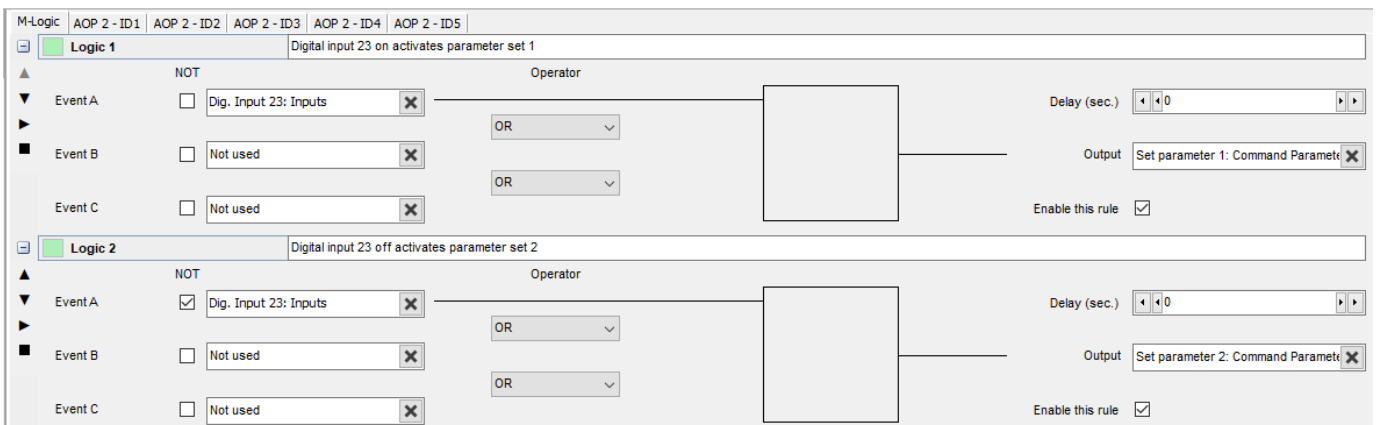 M-Logic AOP 2 - ID1 AOP 2 - ID2 AOP 2 - ID3 AOP 2 - ID4 AOP 2 - ID5
Logic 1 Digital input 23 on activates parameter set 1
NOT Operator
Event A Dig. Input 23: Inputs Delay (sec.) 0
OR
Event B Not used Output Set parameter 1: Command Paramete
OR
Event C Not used Enable this rule
Logic 2 Digital input 23 off activates parameter set 2
NOT Operator
Event A Dig. Input 23: Inputs Delay (sec.) 0
OR
Event B Not used Output Set parameter 2: Command Paramete
OR
Event C Not used Enable this rule